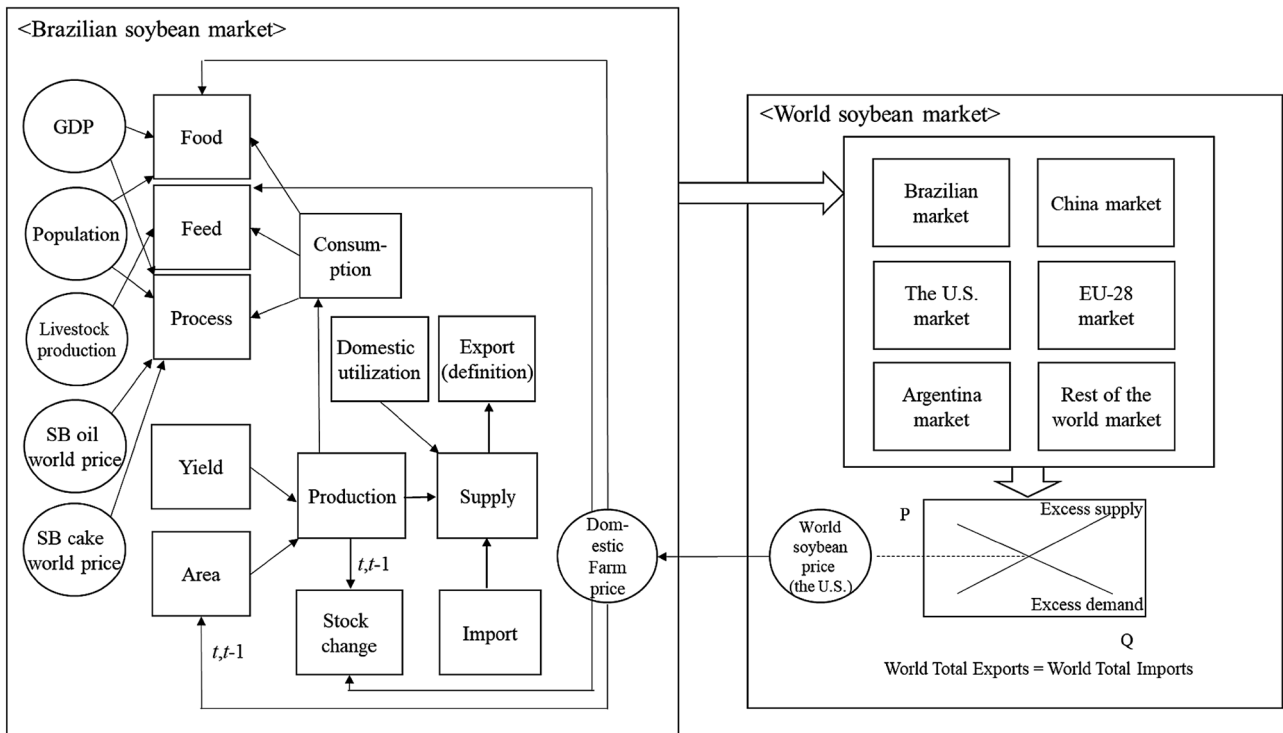 <Brazilian soybean market>
GDP
Food
Population
Feed
Consum-
ption
Livestock
production
Process
Domestic
utilization
Export
(definition)
SB oil
world price
Yield
Production
Supply
SB cake
world price
Area
t,t-1
Stock
change
Import
t,t-1
Dom-
estic
Farm
price
<World soybean market>
Brazilian
market
China market
The U.S.
market
EU-28
market
Argentina
market
Rest of the
world market
World
soybean
price
(the U.S.)
P
Excess supply
Excess demand
Q
World Total Exports = World Total Imports